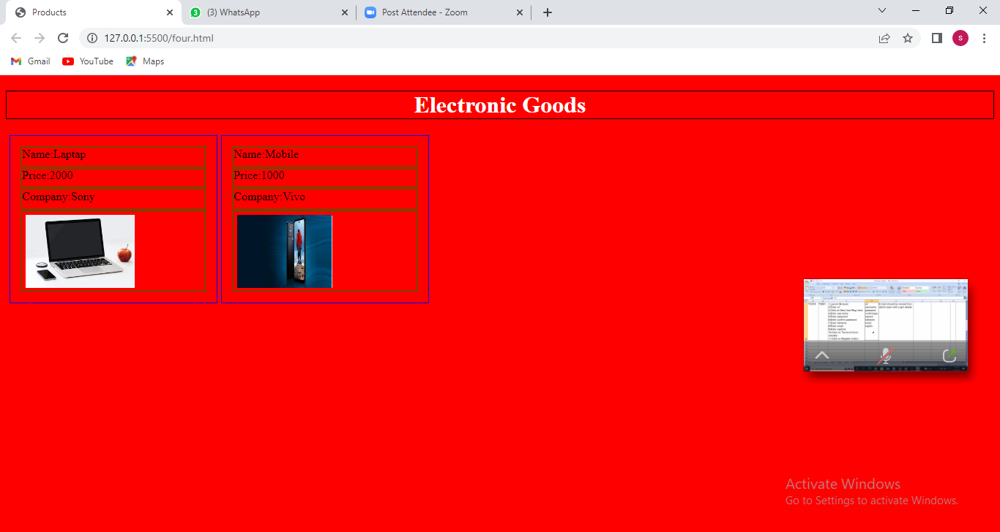 Products
3
(3) WhatsApp
Post Attendee - Zoom
127.0.0.1:5500/four.html
S
Gmail
YouTube
Maps
Electronic Goods
Name:Laptap
Name:Mobile
Price:2000
Price:1000
Company:Sony
Company:Vivo
Activate Windows
Go to Settings to activate Windows.